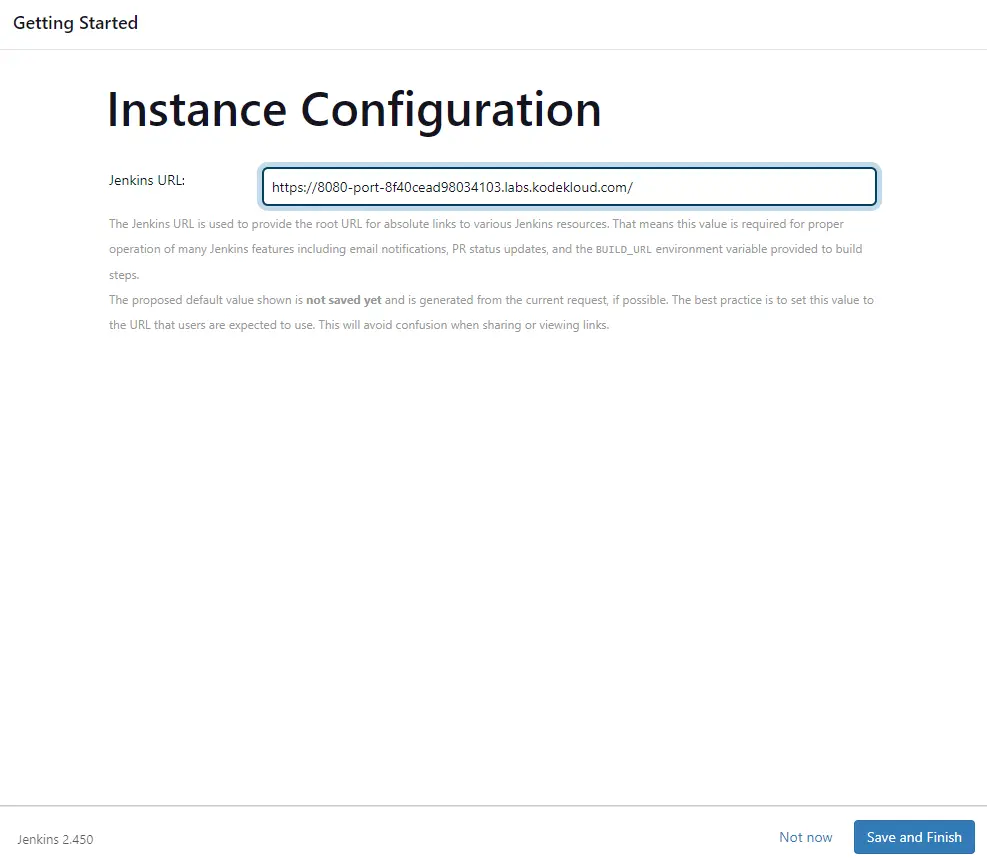 Getting Started
Instance Configuration
Jenkins URL:
https://8080-port-8f40cead98034103.labs.kodekloud.com/
The Jenkins URL is used to provide the root URL for absolute links to various Jenkins resources. That means this value is required for proper
operation of many Jenkins features including email notifications, PR status updates, and the BUILD_URL environment variable provided to build
steps.
The proposed default value shown is not saved yet and is generated from the current request, if possible. The best practice is to set this value to
the URL that users are expected to use. This will avoid confusion when sharing or viewing links.
Jenkins 2.450
Not now
Save and Finish